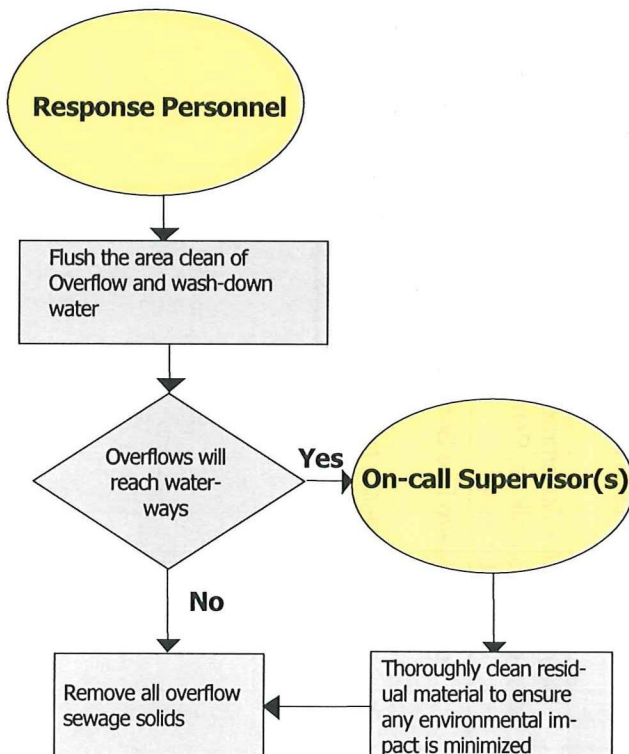 Response Personnel
Flush the area clean of
Overflow and wash-down
water
Overflows will
reach water-
ways
Yes
On-call Supervisor(s)
No
Remove all overflow
sewage solids
Thoroughly clean resid-
ual material to ensure
any environmental im-
pact is minimized